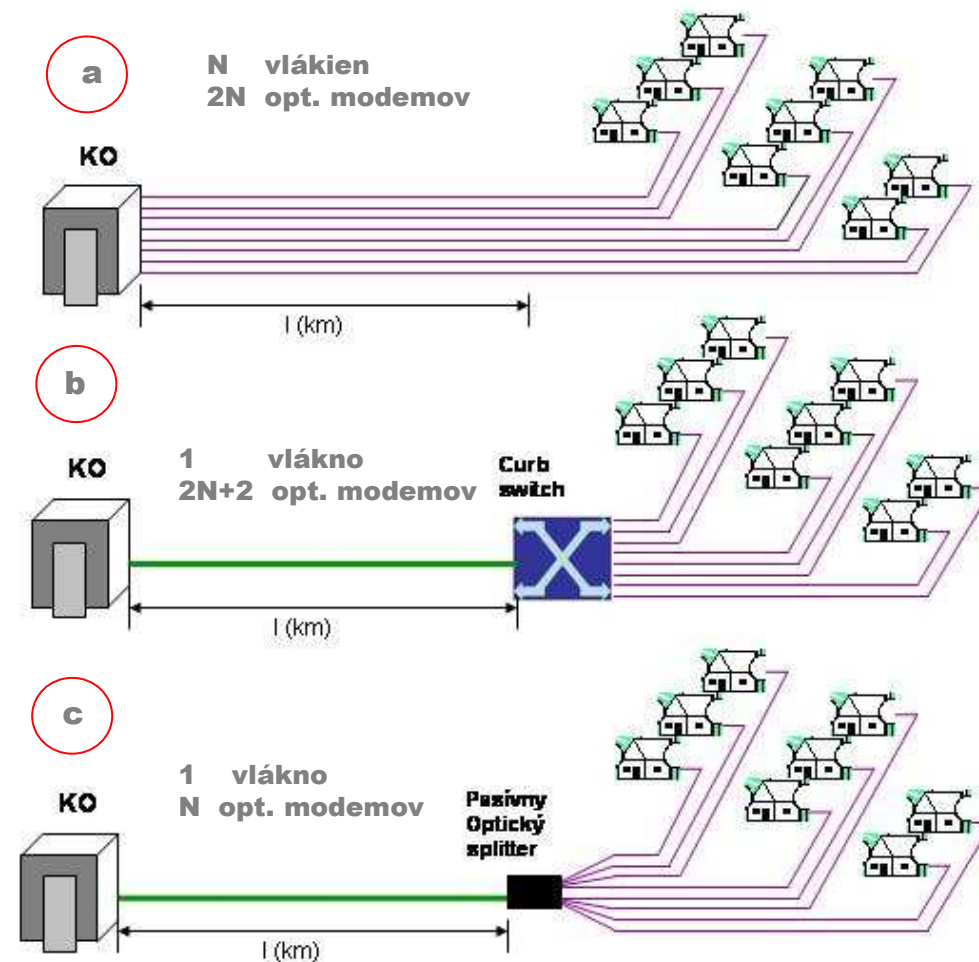 a
N vlákien
2N opt. modemov
KO
l (km)
b
KO
1 vlákno
2N+2 opt. modemov
Curb
switch
l (km)
c
KO
1 vlákno
N opt. modemov
Pasívny
Optický
splitter
l (km)